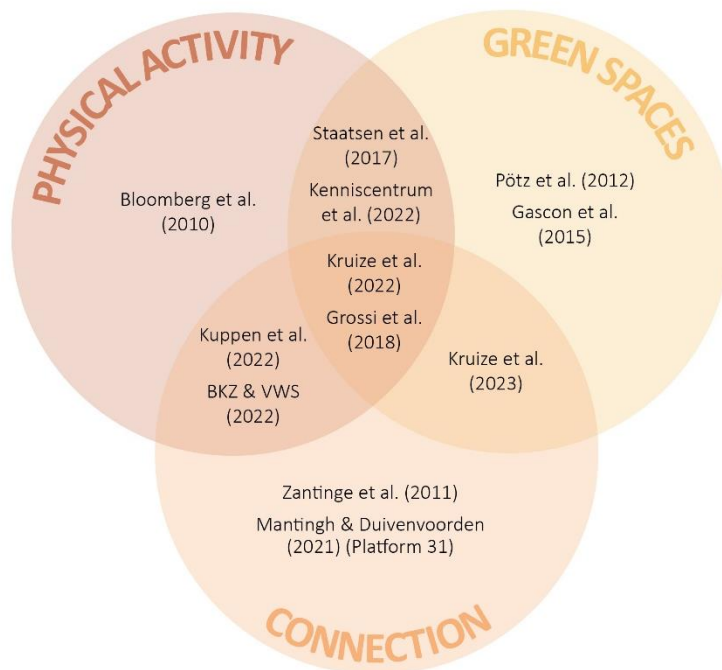 PHYSICAL ACTIVITY
GREEN SPACES
Staatsen et al.
(2017)
Kenniscentrum
et al. (2022)
Bloomberg et al.
(2010)
Pötz et al. (2012)
Gascon et al.
(2015)
Kruize et al.
(2022)
Grossi et al.
(2018)
Kuppen et al.
(2022)
BKZ & VWS
(2022)
Kruize et al.
(2023)
Zantinge et al. (2011)
Mantingh & Duivenvoorden
(2021) (Platform 31)
CONNECTION